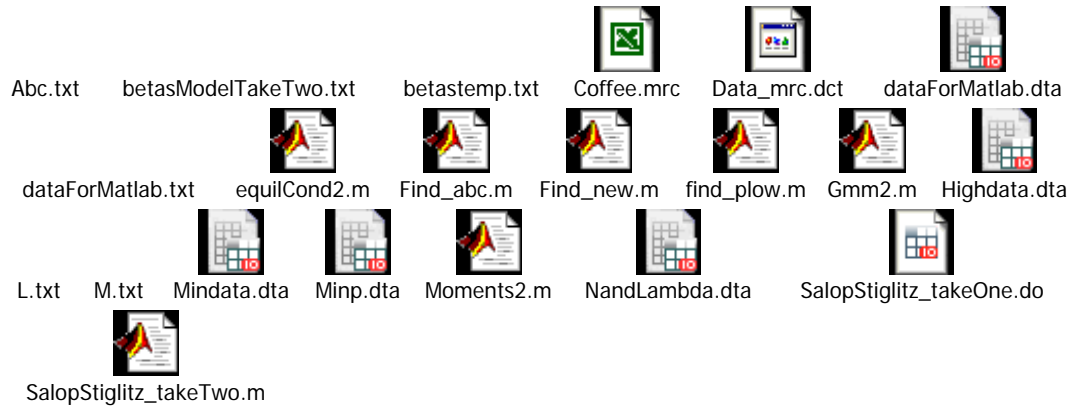 Abc.txt betasModelTakeTwo.txt betastemp.txt Coffee.mrc Data_mrc.dct dataForMatlab.dta
dataForMatlab.txt equilCond2.m Find_abc.m Find_new.m find_plow.m Gmm2.m Highdata.dta
L.txt M.txt Mindata.dta Minp.dta Moments2.m NandLambda.dta SalopStiglitz_takeOne.do
SalopStiglitz_takeTwo.m